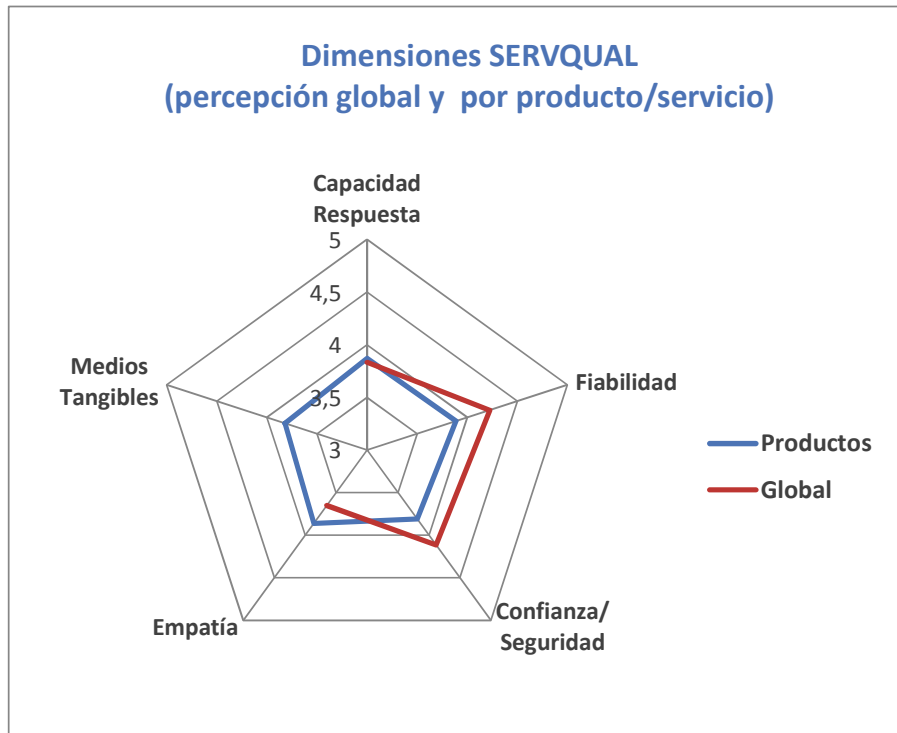 Dimensiones SERVQUAL
(percepción global y  por producto/servicio)
Capacidad
Respuesta
5
4,5
4
3,5
3
Fiabilidad
Confianza/
Seguridad
Empatía
Medios
Tangibles
Productos
Global